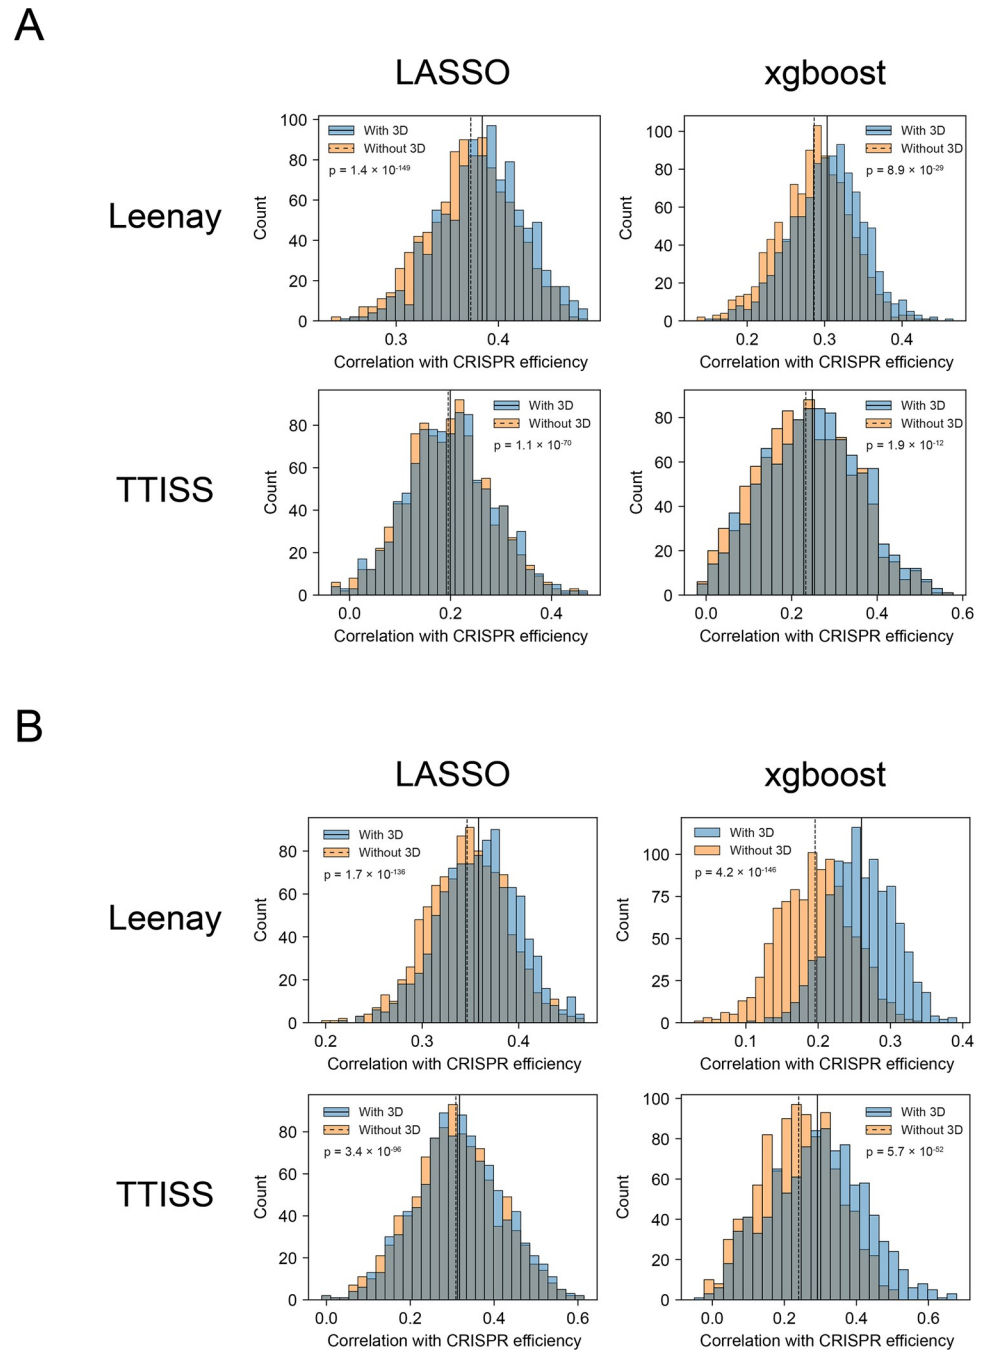 A
LASSO
xgboost
Leenay
100
80
60
40
20
0
Count
With 3D
Without 3D
p = 1.4 × 10-149
0.3
0.4
Correlation with CRISPR efficiency
100
80
60
40
20
0
Count
With 3D
Without 3D
p = 8.9 × 10-29
0.2
0.3
0.4
Correlation with CRISPR efficiency
TTISS
80
60
40
20
0
Count
With 3D
Without 3D
p = 1.1 × 10-70
0.0
0.2
0.4
Correlation with CRISPR efficiency
80
60
40
20
0
Count
With 3D
Without 3D
p = 1.9 × 10-12
0.0
0.2
0.4
0.6
Correlation with CRISPR efficiency
B
LASSO
xgboost
Leenay
80
60
40
20
0
Count
With 3D
Without 3D
p = 1.7 × 10-136
0.2
0.3
0.4
Correlation with CRISPR efficiency
100
75
50
25
0
Count
With 3D
Without 3D
p = 4.2 × 10-146
0.1
0.2
0.3
0.4
Correlation with CRISPR efficiency
TTISS
80
60
40
20
0
Count
With 3D
Without 3D
p = 3.4 × 10-96
0.0
0.2
0.4
0.6
Correlation with CRISPR efficiency
100
80
60
40
20
0
Count
With 3D
Without 3D
p = 5.7 × 10-52
0.0
0.2
0.4
0.6
Correlation with CRISPR efficiency